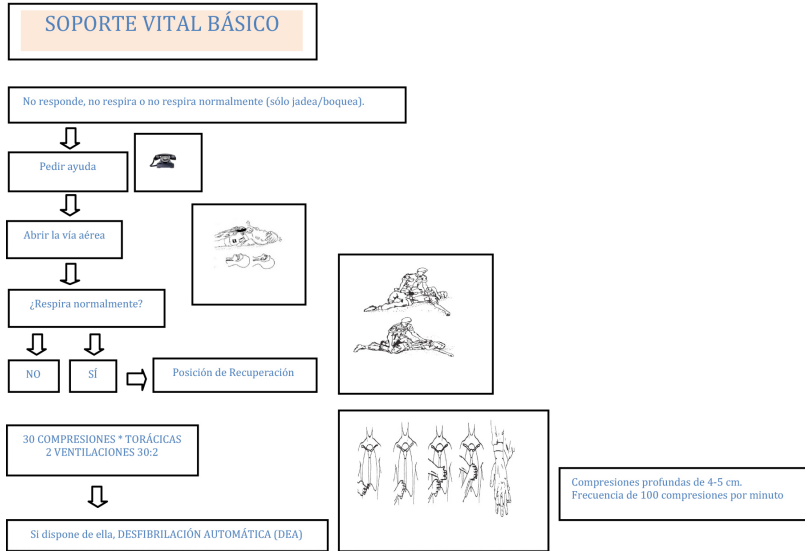 SOPORTE VITAL BÁSICO
No responde, no respira o no respira normalmente (sólo jadea/boquea).
Pedir ayuda
Abrir la vía aérea
¿Respira normalmente?
NO
SÍ
Posición de Recuperación
30 COMPRESIONES * TORÁCICAS
2 VENTILACIONES 30:2
Compresiones profundas de 4-5 cm.
Frecuencia de 100 compresiones por minuto
Si dispone de ella, DESFIBRILACIÓN AUTOMÁTICA (DEA)